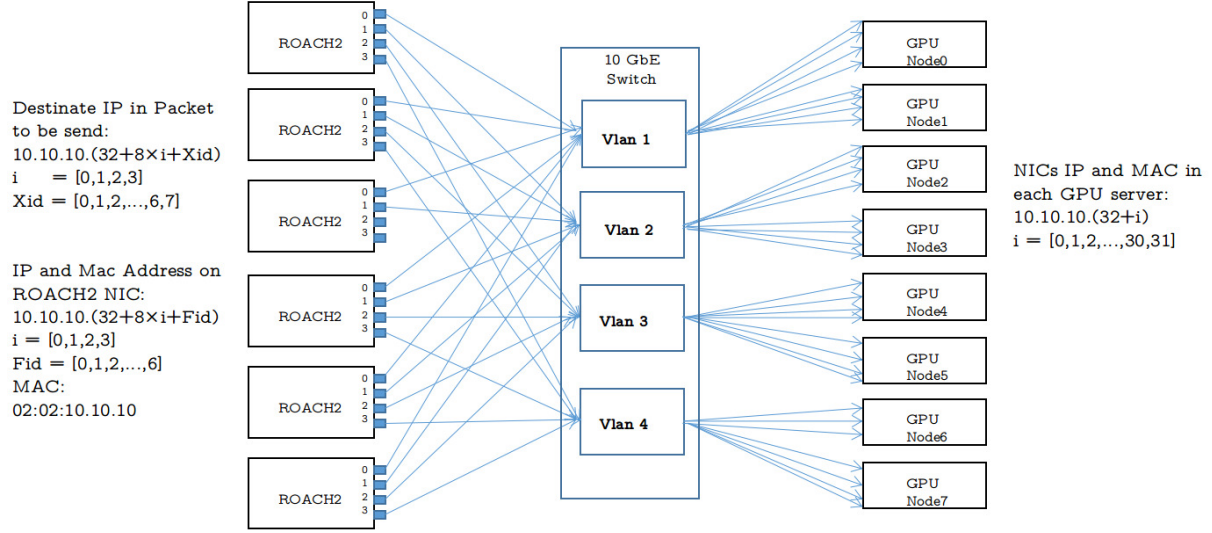 Destinate IP in Packet
to be send:
10.10.10.(32+8×i+Xid)
i = [0,1,2,3]
Xid = [0,1,2,...,6,7]
IP and Mac Address on
ROACH2 NIC:
10.10.10.(32+8×i+Fid)
i = [0,1,2,3]
Fid = [0,1,2,...,6]
MAC:
02:02:10.10.10
ROACH2
0
1
2
3
ROACH2
0
1
2
3
ROACH2
0
1
2
3
ROACH2
0
1
2
3
ROACH2
0
1
2
3
ROACH2
0
1
2
3
10 GbE
Switch
Vlan 1
Vlan 2
Vlan 3
Vlan 4
GPU
Node0
GPU
Node1
GPU
Node2
GPU
Node3
GPU
Node4
GPU
Node5
GPU
Node6
GPU
Node7
NICs IP and MAC in
each GPU server:
10.10.10.(32+i)
i = [0,1,2,...,30,31]